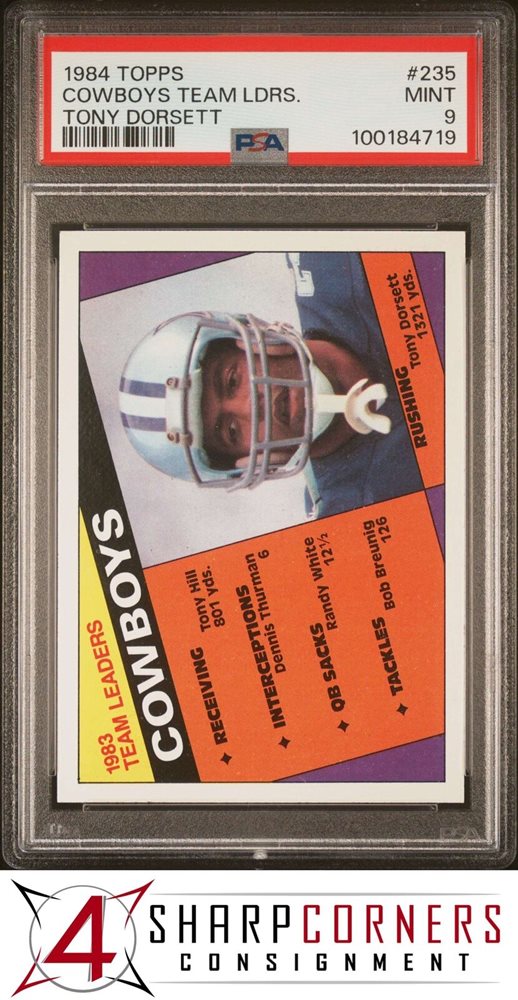 1984 TOPPS #235
COWBOYS TEAM LDRS. MINT
TONY DORSETT 9
PSA 100184719
1983
TEAM LEADERS
COWBOYS
RECEIVING
Tony Hill
801 yds.
INTERCEPTIONS
Dennis Thurman
6
QB SACKS
Randy White
12½
TACKLES
Bob Breunig
126
RUSHING
Tony Dorsett
1321 yds.
PSA
4 SHARPCORNERS
CONSIGNMENT